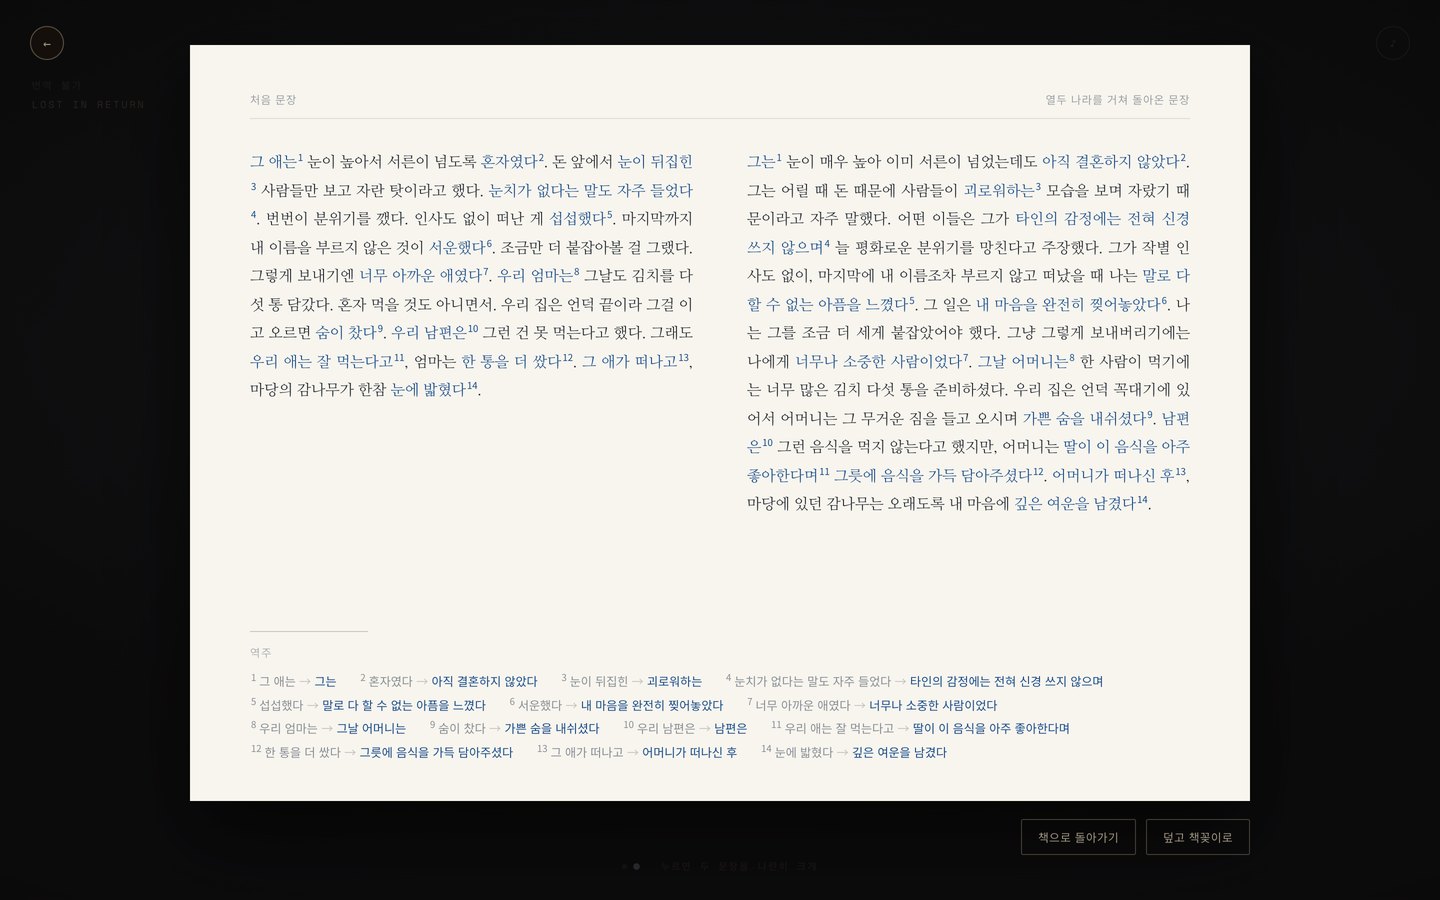 ←
번역 불가
LOST IN RETURN
처음 문장
열두 나라를 거쳐 돌아온 문장
그 애는1 눈이 높아서 서른이 넘도록 혼자였다2. 돈 앞에서 눈이 뒤집힌
3 사람들만 보고 자란 탓이라고 했다. 눈치가 없다는 말도 자주 들었다
4. 번번이 분위기를 깼다. 인사도 없이 떠난 게 섭섭했다5. 마지막까지
내 이름을 부르지 않은 것이 서운했다6. 조금만 더 붙잡아볼 걸 그랬다.
그렇게 보내기엔 너무 아까운 애였다7. 우리 엄마는8 그날도 김치를 다
섯 통 담갔다. 혼자 먹을 것도 아니면서. 우리 집은 언덕 끝이라 그걸 이
고 오르면 숨이 찼다9. 우리 남편은10 그런 건 못 먹는다고 했다. 그래도
우리 애는 잘 먹는다고11, 엄마는 한 통을 더 쌌다12. 그 애가 떠나고13,
마당의 감나무가 한참 눈에 밟혔다14.
그는1 눈이 매우 높아 이미 서른이 넘었는데도 아직 결혼하지 않았다2.
그는 어릴 때 돈 때문에 사람들이 괴로워하는3 모습을 보며 자랐기 때
문이라고 자주 말했다. 어떤 이들은 그가 타인의 감정에는 전혀 신경
쓰지 않으며4 늘 평화로운 분위기를 망친다고 주장했다. 그가 작별 인
사도 없이, 마지막에 내 이름조차 부르지 않고 떠났을 때 나는 말로 다
할 수 없는 아픔을 느꼈다5. 그 일은 내 마음을 완전히 찢어놓았다6. 나
는 그를 조금 더 세게 붙잡았어야 했다. 그냥 그렇게 보내버리기에는
나에게 너무나 소중한 사람이었다7. 그날 어머니는8 한 사람이 먹기에
는 너무 많은 김치 다섯 통을 준비하셨다. 우리 집은 언덕 꼭대기에 있
어서 어머니는 그 무거운 짐을 들고 오시며 가쁜 숨을 내쉬셨다9. 남편
은10 그런 음식을 먹지 않는다고 했지만, 어머니는 딸이 이 음식을 아주
좋아한다며11 그릇에 음식을 가득 담아주셨다12. 어머니가 떠나신 후13,
마당에 있던 감나무는 오래도록 내 마음에 깊은 여운을 남겼다14.
역주
1 그 애는 → 그는 2 혼자였다 → 아직 결혼하지 않았다 3 눈이 뒤집힌 → 괴로워하는 4 눈치가 없다는 말도 자주 들었다 → 타인의 감정에는 전혀 신경 쓰지 않으며
5 섭섭했다 → 말로 다 할 수 없는 아픔을 느꼈다 6 서운했다 → 내 마음을 완전히 찢어놓았다 7 너무 아까운 애였다 → 너무나 소중한 사람이었다
8 우리 엄마는 → 그날 어머니는 9 숨이 찼다 → 가쁜 숨을 내쉬셨다 10 우리 남편은 → 남편은 11 우리 애는 잘 먹는다고 → 딸이 이 음식을 아주 좋아한다며
12 한 통을 더 쌌다 → 그릇에 음식을 가득 담아주셨다 13 그 애가 떠나고 → 어머니가 떠나신 후 14 눈에 밟혔다 → 깊은 여운을 남겼다
책으로 돌아가기
덮고 책꽂이로
누르면 두 문장을 나란히 크게